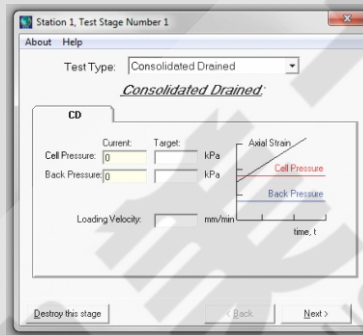 Station 1, Test Stage Number 1
About Help
Test Type: Consolidated Drained
Consolidated Drained:
CD
Current: Target:
Cell Pressure: 0 kPa
Back Pressure: 0 kPa
Loading Velocity: mm/min
Axial Strain
Cell Pressure
Back Pressure
time, t
Destroy this stage < Back Next >